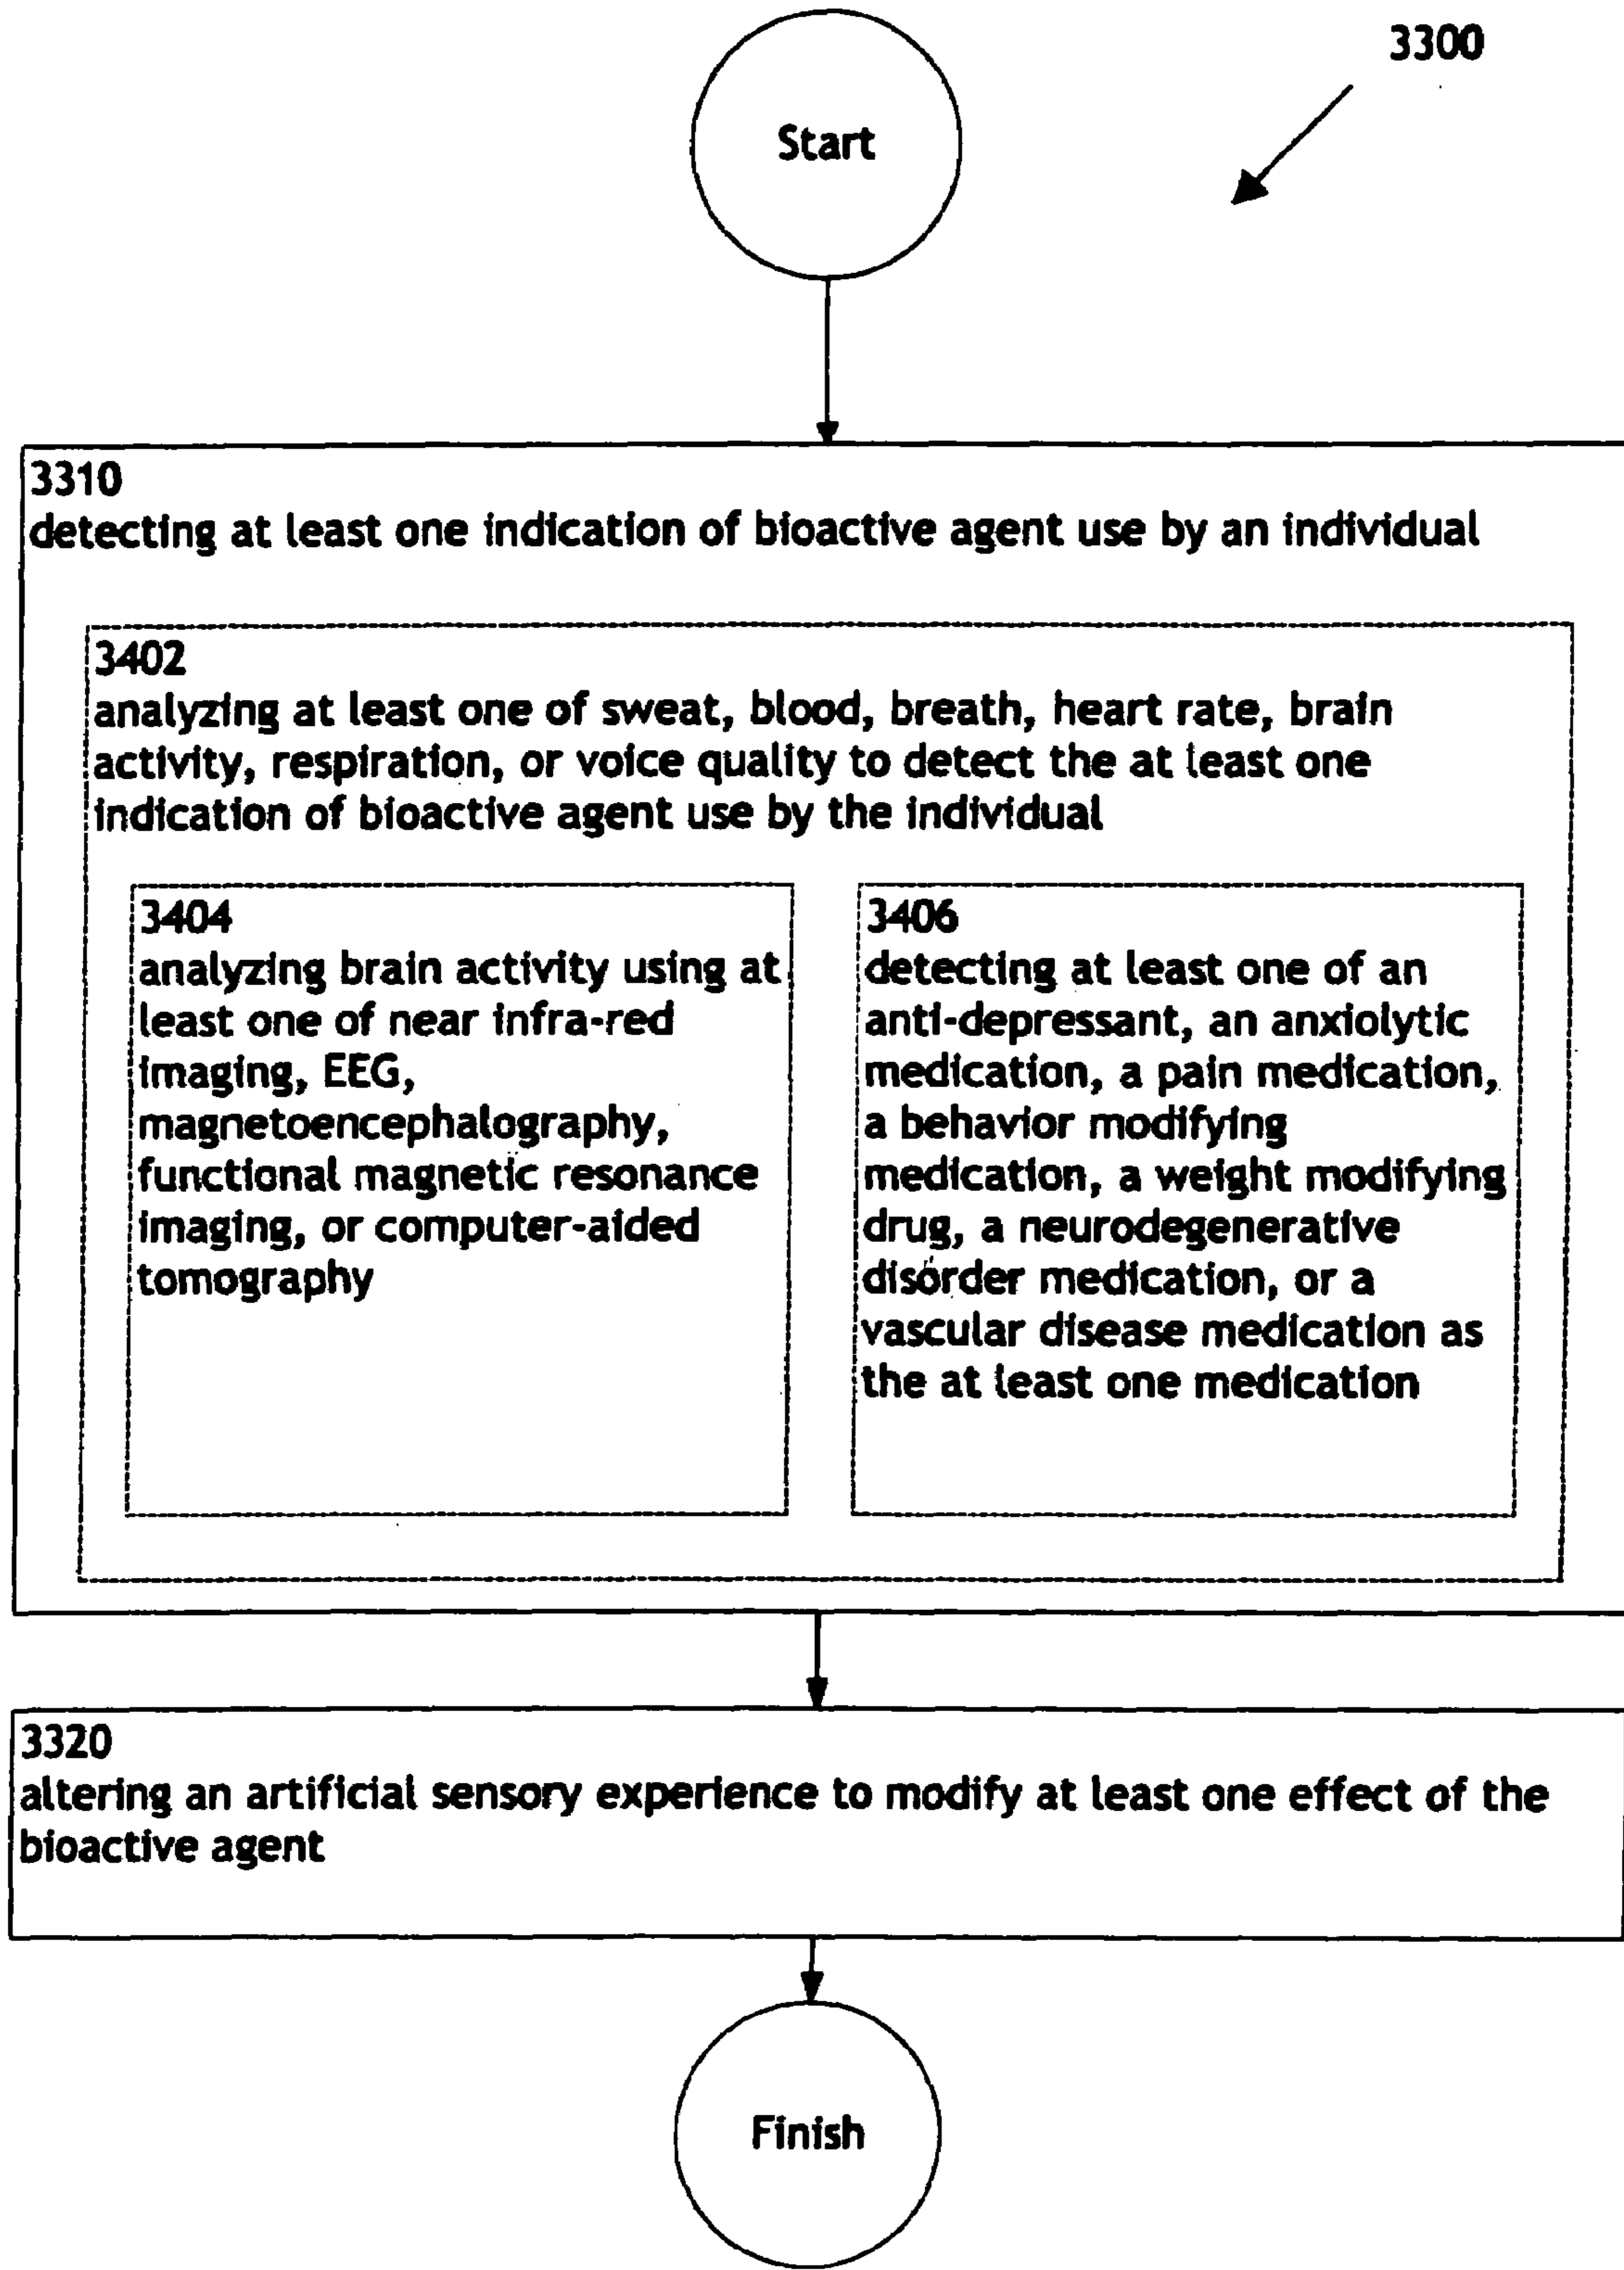 3300
Start
3310
detecting at least one indication of bioactive agent use by an individual
3402
analyzing at least one of sweat, blood, breath, heart rate, brain
activity, respiration, or voice quality to detect the at least one
indication of bioactive agent use by the individual
3404
analyzing brain activity using at
least one of near infra-red
imaging, EEG,
magnetoencephalography,
functional magnetic resonance
imaging, or computer-aided
tomography
3406
detecting at least one of an
anti-depressant, an anxiolytic
medication, a pain medication,
a behavior modifying
medication, a weight modifying
drug, a neurodegenerative
disorder medication, or a
vascular disease medication as
the at least one medication
3320
altering an artificial sensory experience to modify at least one effect of the
bioactive agent
Finish